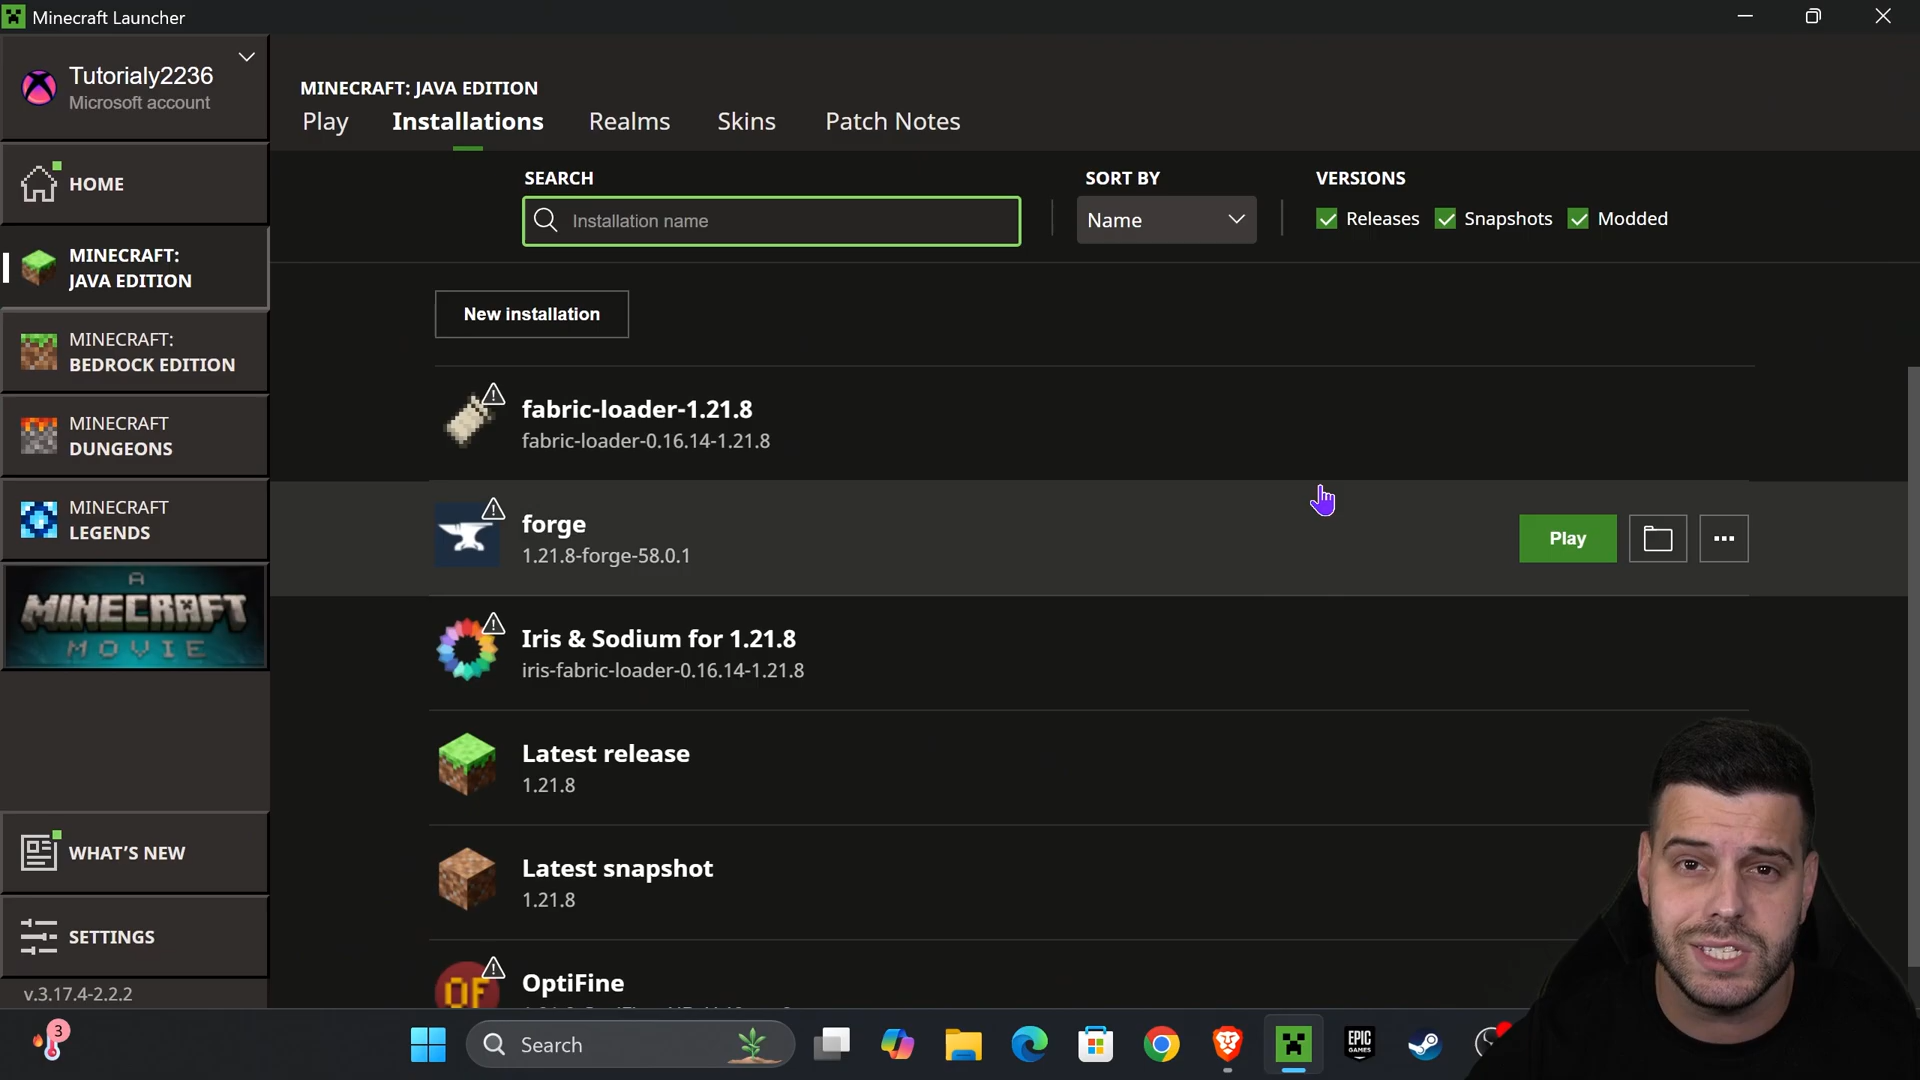 Minecraft Launcher
Tutorialy2236
Microsoft account
HOME
MINECRAFT:
JAVA EDITION
MINECRAFT:
BEDROCK EDITION
MINECRAFT
DUNGEONS
MINECRAFT
LEGENDS
A
MINECRAFT
MOVIE
WHAT'S NEW
SETTINGS
v.3.17.4-2.2.2
MINECRAFT: JAVA EDITION
Play Installations Realms Skins Patch Notes
SEARCH
Installation name
SORT BY
Name
VERSIONS
Releases Snapshots Modded
New installation
fabric-loader-1.21.8
fabric-loader-0.16.14-1.21.8
forge
1.21.8-forge-58.0.1
Play
Iris & Sodium for 1.21.8
iris-fabric-loader-0.16.14-1.21.8
Latest release
1.21.8
Latest snapshot
1.21.8
OF
OptiFine
3
Search
EPIC
GAMES